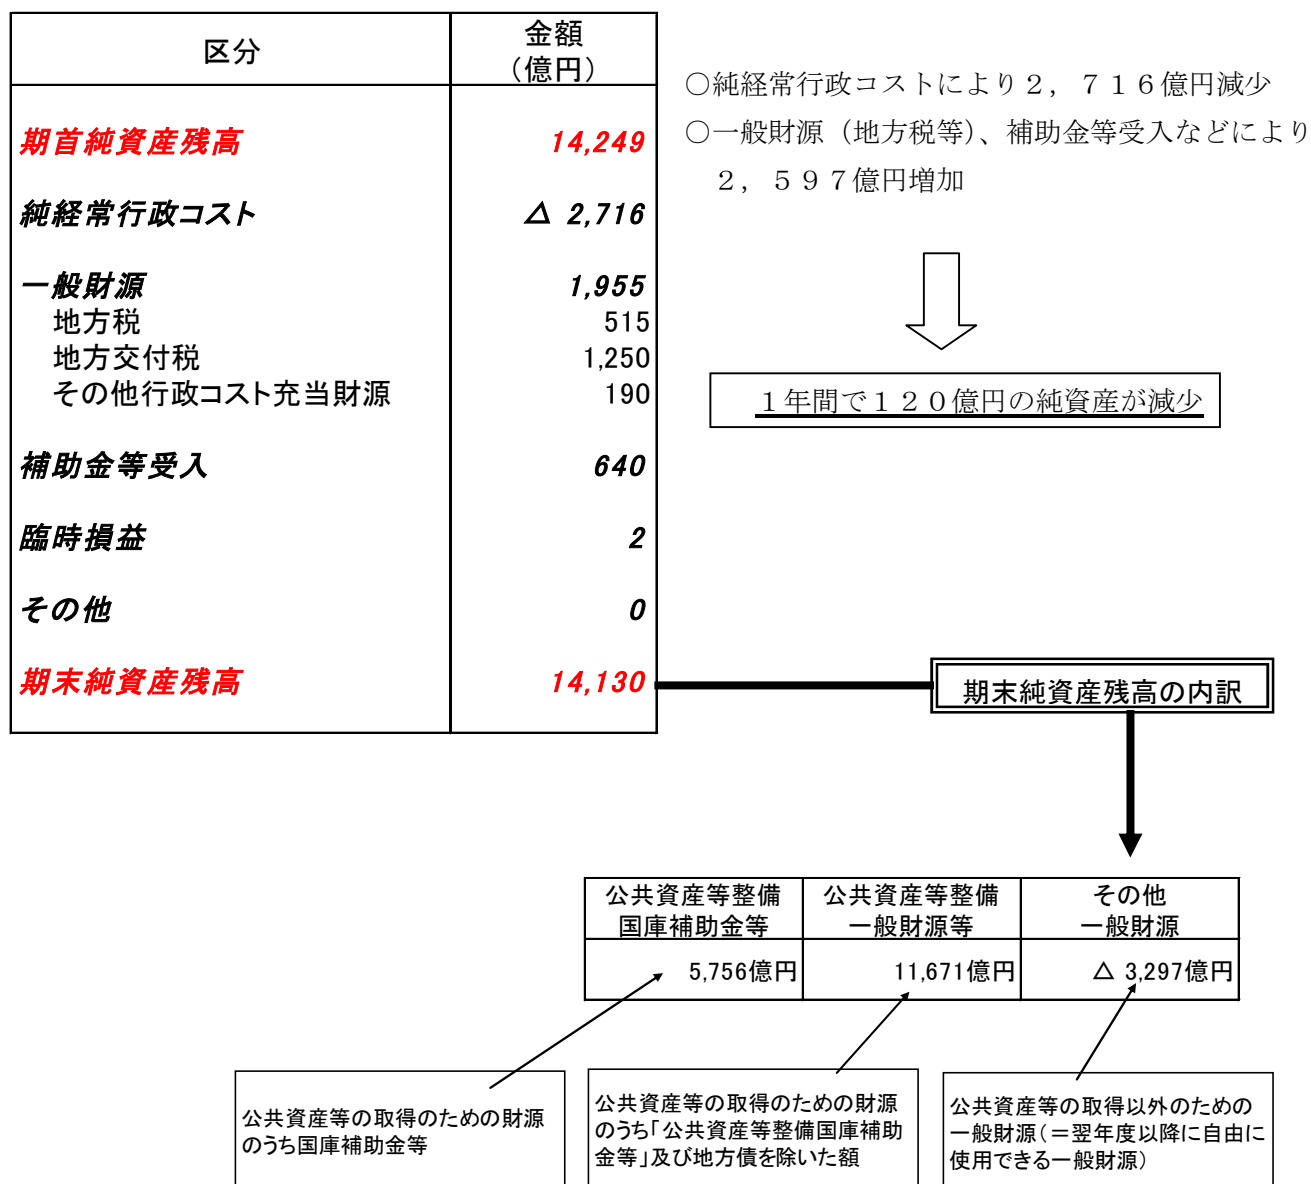 区分 金額
（億円）
期首純資産残高 14,249
純経常行政コスト △ 2,716
一般財源 1,955
地方税 515
地方交付税 1,250
その他行政コスト充当財源 190
補助金等受入 640
臨時損益 2
その他 0
期末純資産残高 14,130
○純経常行政コストにより２，７１６億円減少
○一般財源（地方税等）、補助金等受入などにより
２，５９７億円増加
１年間で１２０億円の純資産が減少
期末純資産残高の内訳
公共資産等整備 公共資産等整備 その他
国庫補助金等 一般財源等 一般財源
5,756億円 11,671億円 △ 3,297億円
公共資産等の取得のための財源
のうち国庫補助金等
公共資産等の取得のための財源
のうち「公共資産等整備国庫補助
金等」及び地方債を除いた額
公共資産等の取得以外のための
一般財源（＝翌年度以降に自由に
使用できる一般財源）